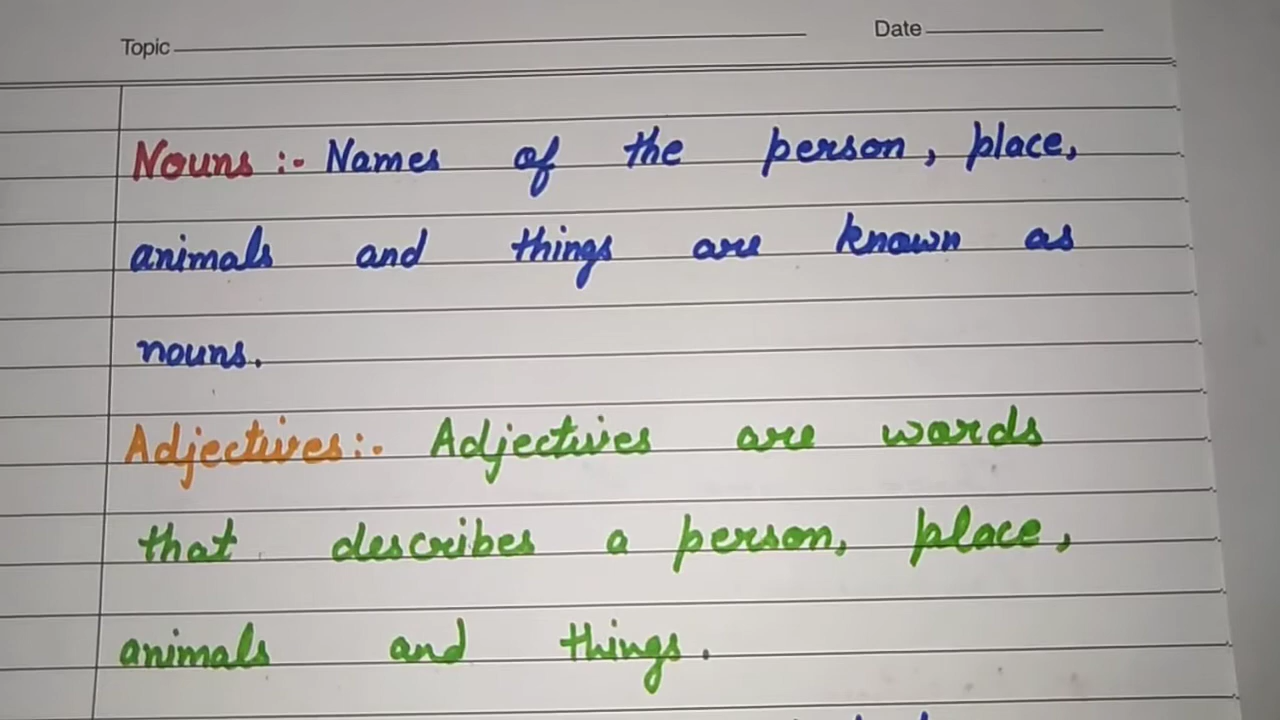 Topic
Date
Nouns :- Names of the person, place,
animals and things are known as
nouns.
Adjectives:- Adjectives are words
that describes a person, place,
animals and things.